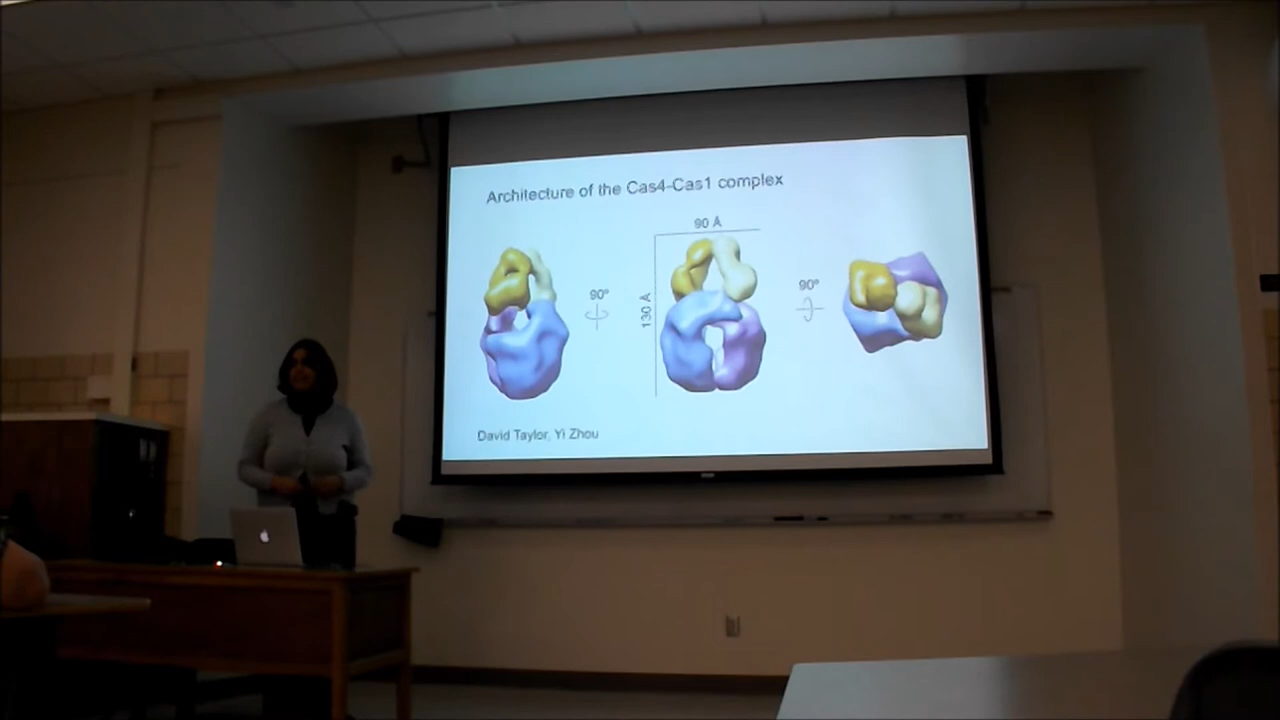 Architecture of the Cas4-Cas1 complex
90 Å
90°
130 Å
90°
David Taylor, Yi Zhou